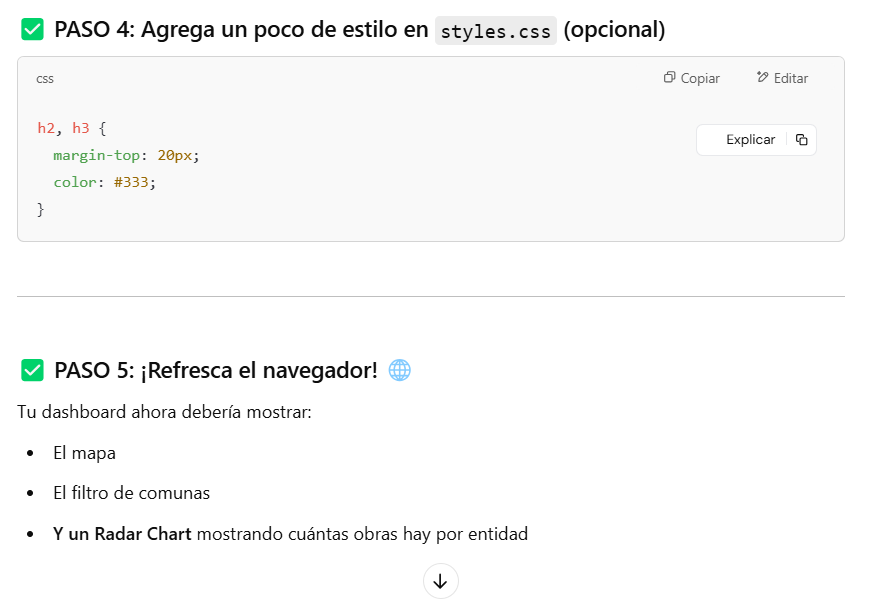 ✅ PASO 4: Agrega un poco de estilo en styles.css (opcional)
css
Copiar
Editar
h2, h3 {
Explicar
margin-top: 20px;
color: #333;
}
✅ PASO 5: ¡Refresca el navegador! 🌐
Tu dashboard ahora debería mostrar:
• El mapa
• El filtro de comunas
• Y un Radar Chart mostrando cuántas obras hay por entidad